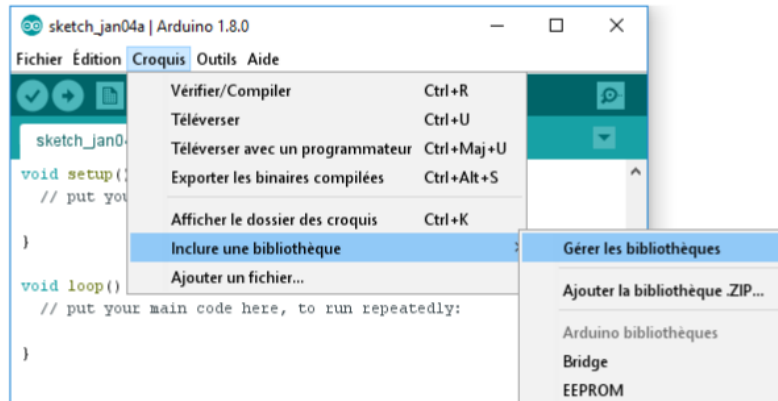 sketch_jan04a | Arduino 1.8.0
Fichier Édition Croquis Outils Aide
Vérifier/Compiler Ctrl+R
Téléverser Ctrl+U
Téléverser avec un programmateur Ctrl+Maj+U
Exporter les binaires compilées Ctrl+Alt+S
Afficher le dossier des croquis Ctrl+K
Inclure une bibliothèque
Ajouter un fichier...
Gérer les bibliothèques
Ajouter la bibliothèque .ZIP...
Arduino bibliothèques
Bridge
EEPROM
sketch_jan04
void setup()
// put you
}
void loop()
// put your main code here, to run repeatedly:
}